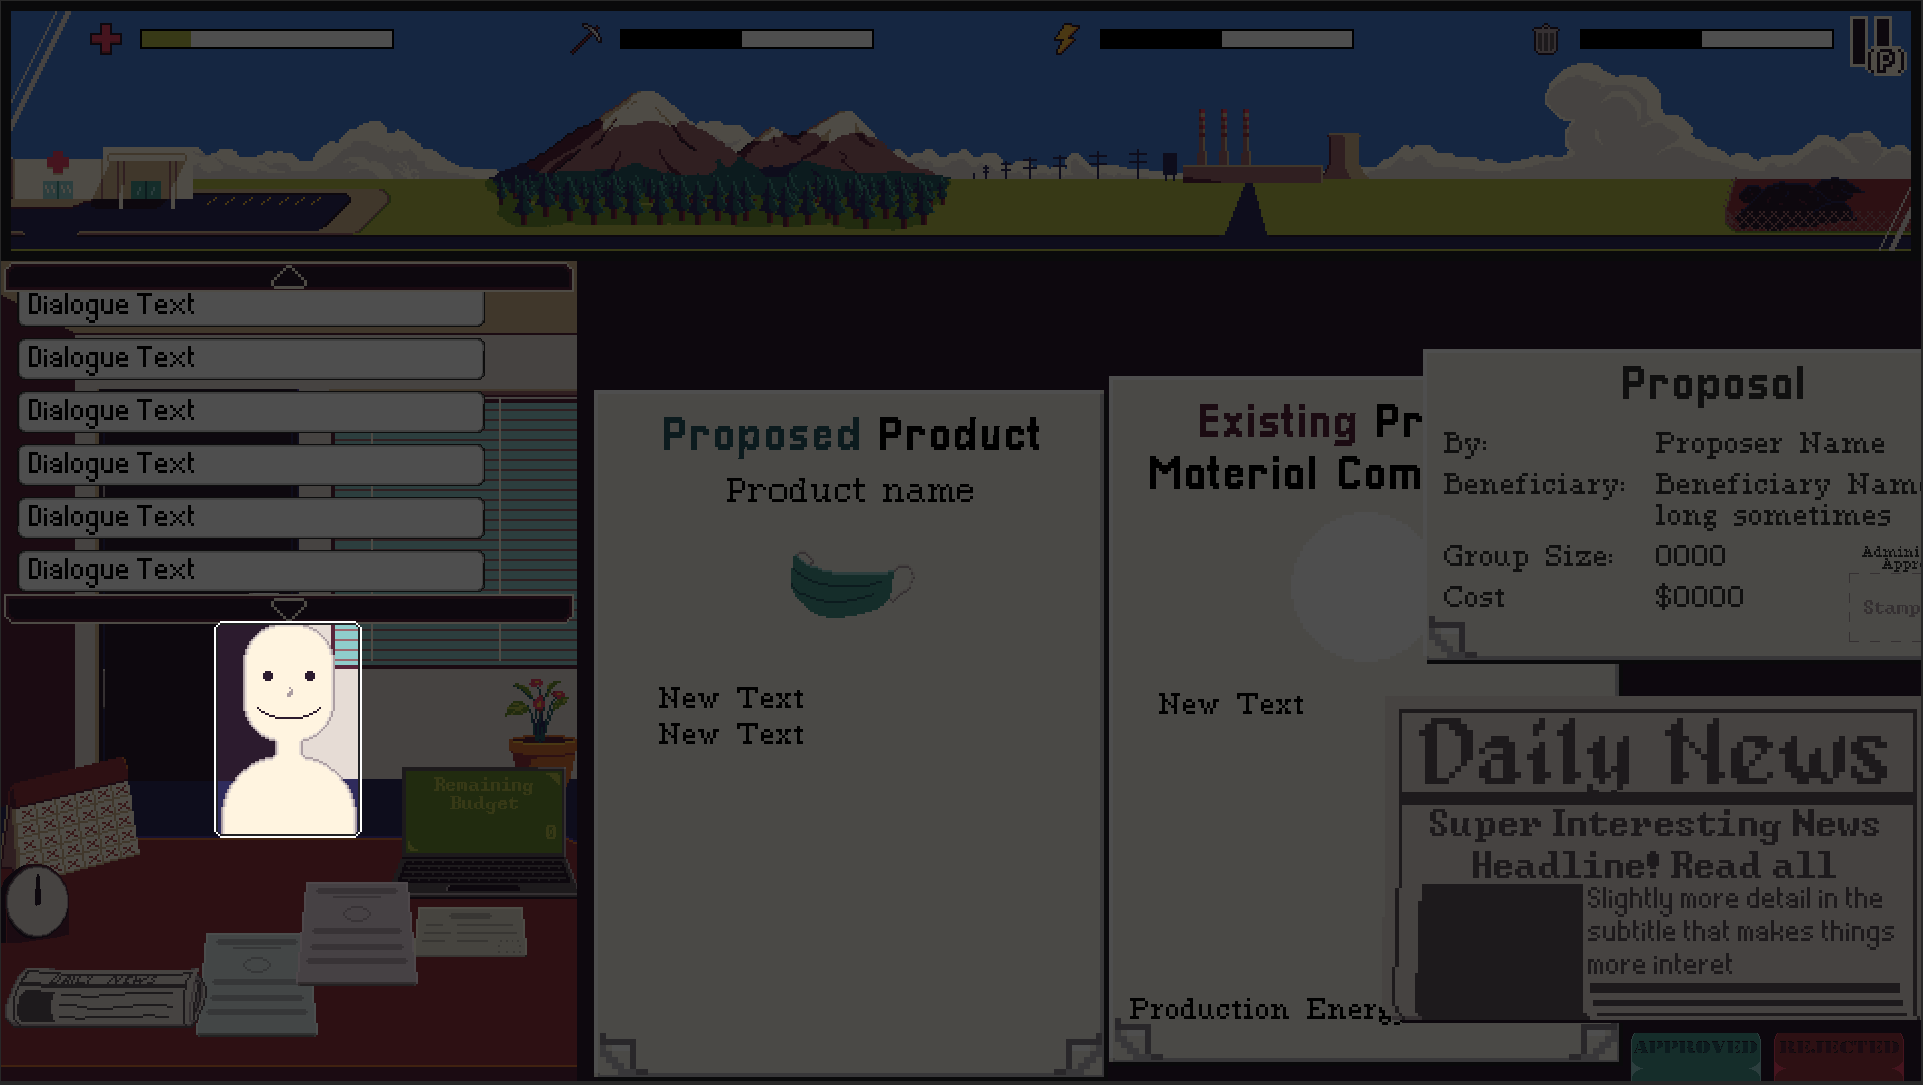 P
Dialogue Text
Dialogue Text
Dialogue Text
Dialogue Text
Dialogue Text
Dialogue Text
Remaining
Budget
0
DAILY NEWS
Proposed Product
Product name
New Text
New Text
Existing Pr
Material Com
New Text
Production Energy
Proposal
By: Proposer Name
Beneficiary: Beneficiary Name
long sometimes
Group Size: 0000
Cost $0000
Admini
Appr
Stamp
Daily News
Super Interesting News
Headline! Read all
Slightly more detail in the
subtitle that makes things
more interet
APPROVED
REJECTED